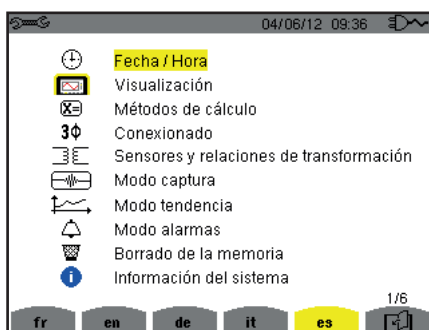 04/06/12 09:36
Fecha / Hora
Visualización
X= Métodos de cálculo
3Φ Conexionado
Sensores y relaciones de transformación
Modo captura
Modo tendencia
Modo alarmas
Borrado de la memoria
i Información del sistema
1/6
fr en de it es